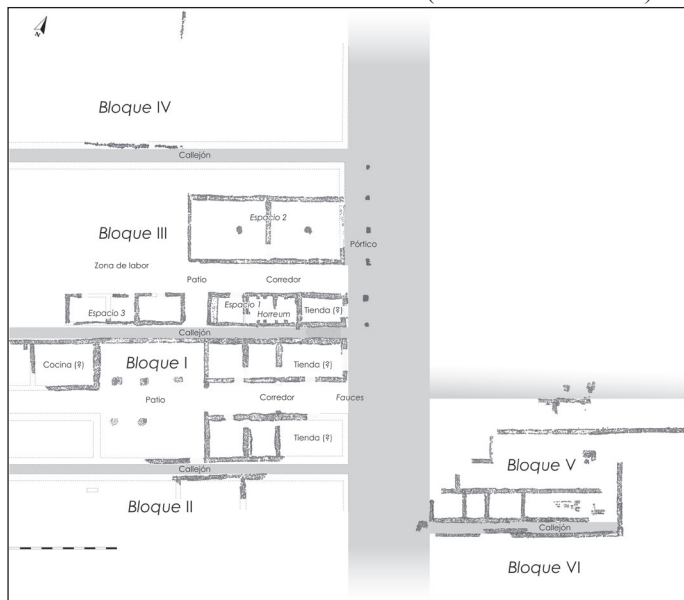 N
Bloque IV
Callejón
Espacio 2
Bloque III
Pórtico
Zona de labor
Patio
Corredor
Espacio 1
Espacio 3
Horreum
Tienda (?)
Callejón
Cocina (?)
Bloque I
Tienda (?)
Patio
Corredor
Fauces
Tienda (?)
Callejón
Bloque II
Bloque V
Callejón
Bloque VI